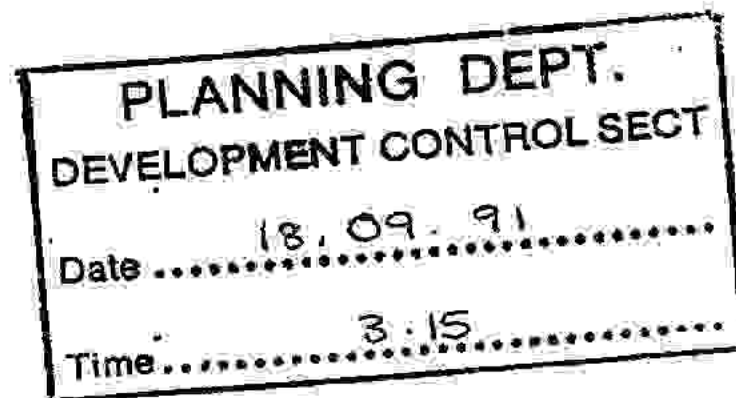 PLANNING DEPT.
DEVELOPMENT CONTROL SECT
Date 18.09.91
Time 3.15